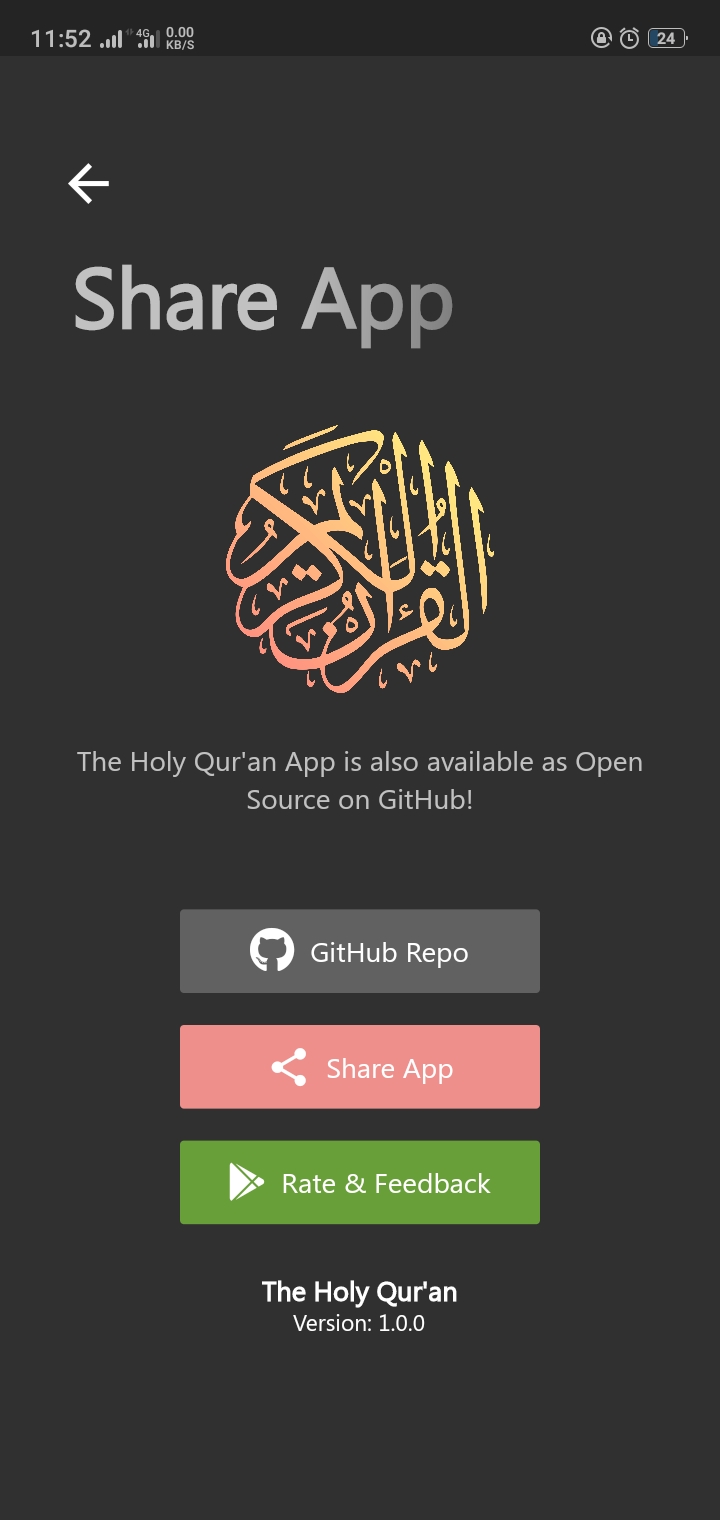 11:52 4G 0.00 KB/S 24
Share App
القرآن الكريم
The Holy Qur'an App is also available as Open
Source on GitHub!
GitHub Repo
Share App
Rate & Feedback
The Holy Qur'an
Version: 1.0.0